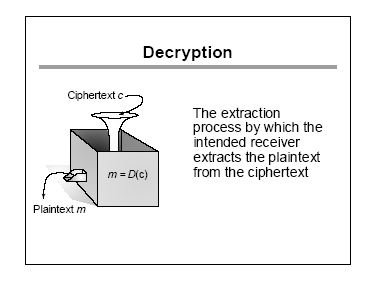 Decryption
Ciphertext c
The extraction
process by which the
intended receiver
extracts the plaintext
from the ciphertext
m = D(c)
Plaintext m